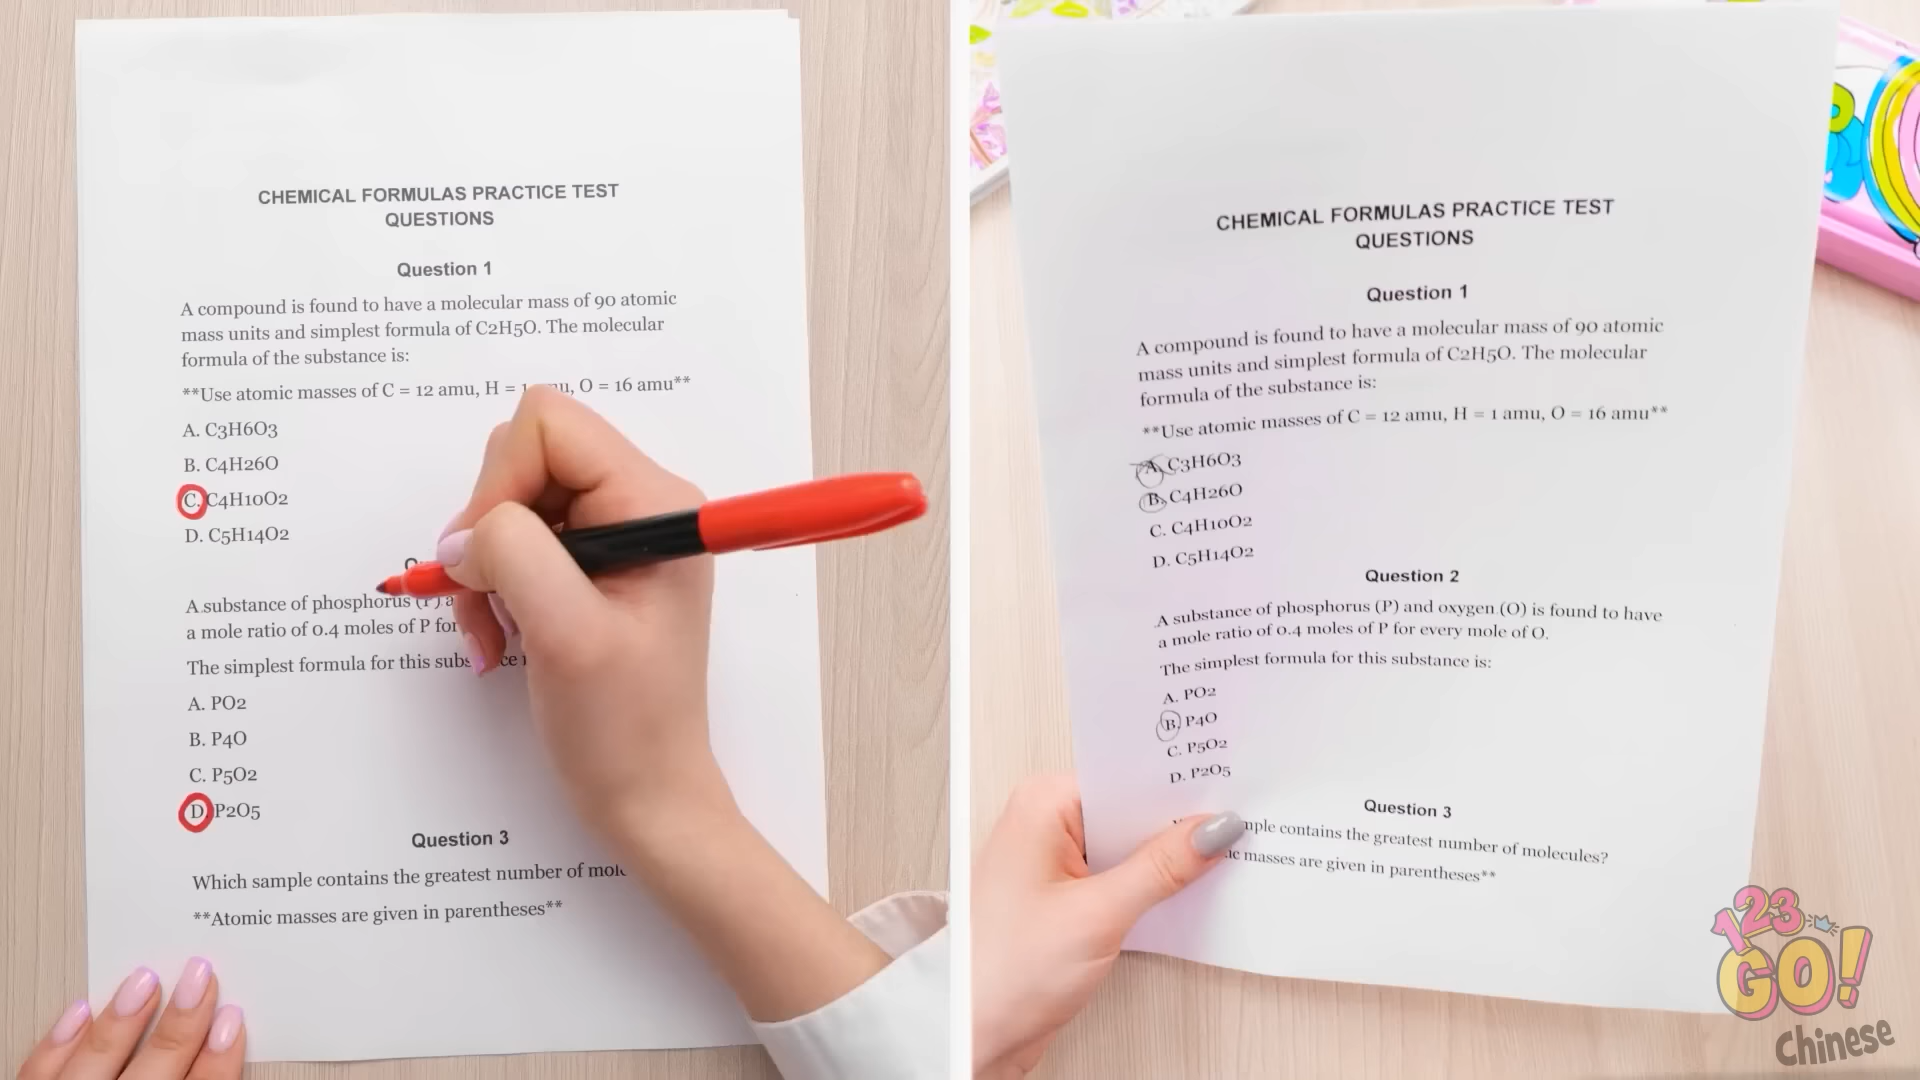 CHEMICAL FORMULAS PRACTICE TEST
QUESTIONS
Question 1
A compound is found to have a molecular mass of 90 atomic
mass units and simplest formula of C2H5O. The molecular
formula of the substance is:
**Use atomic masses of C = 12 amu, H = O = 16 amu**
A. C3H6O3
B. C4H26O
C. C4H10O2
D. C5H14O2
A substance of phosphorus (P)
a mole ratio of 0.4 moles of P for
The simplest formula for this
A. PO2
B. P4O
C. P5O2
D. P2O5
Question 3
Which sample contains the greatest number of
**Atomic masses are given in parentheses**
CHEMICAL FORMULAS PRACTICE TEST
QUESTIONS
Question 1
A compound is found to have a molecular mass of 90 atomic
mass units and simplest formula of C2H5O. The molecular
formula of the substance is:
**Use atomic masses of C = 12 amu, H = 1 amu, O = 16 amu**
A. C3H6O3
B. C4H26O
C. C4H10O2
D. C5H14O2
Question 2
A substance of phosphorus (P) and oxygen (O) is found to have
a mole ratio of 0.4 moles of P for every mole of O.
The simplest formula for this substance is:
A. PO2
B. P4O
C. P5O2
D. P2O5
Question 3
contains the greatest number of molecules?
masses are given in parentheses**
123
GO!
Chinese